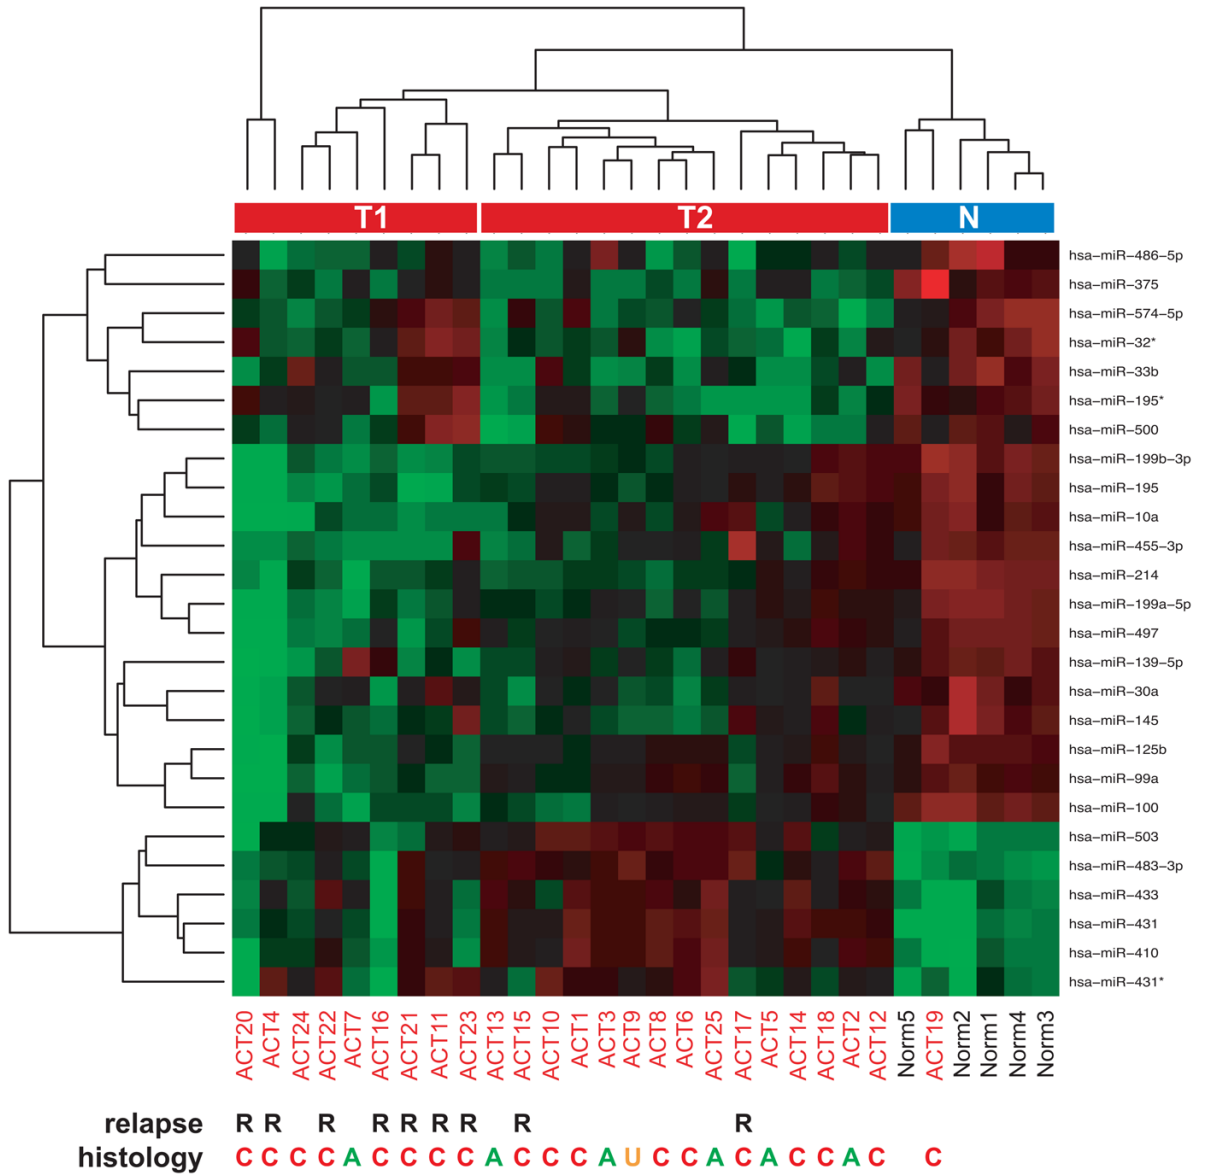 T1 T2 N
hsa-miR-486-5p
hsa-miR-375
hsa-miR-574-5p
hsa-miR-32*
hsa-miR-33b
hsa-miR-195*
hsa-miR-500
hsa-miR-199b-3p
hsa-miR-195
hsa-miR-10a
hsa-miR-455-3p
hsa-miR-214
hsa-miR-199a-5p
hsa-miR-497
hsa-miR-139-5p
hsa-miR-30a
hsa-miR-145
hsa-miR-125b
hsa-miR-99a
hsa-miR-100
hsa-miR-503
hsa-miR-483-3p
hsa-miR-433
hsa-miR-431
hsa-miR-410
hsa-miR-431*
ACT20 ACT4 ACT24 ACT22 ACT7 ACT16 ACT21 ACT11 ACT23 ACT13 ACT15 ACT10 ACT1 ACT3 ACT9 ACT8 ACT6 ACT25 ACT17 ACT5 ACT14 ACT18 ACT2 ACT12 Norm5 ACT19 Norm2 Norm1 Norm4 Norm3
relapse R R R R R R R R R
histology C C C C A C C C C A C C C A U C C A C A C C A C C